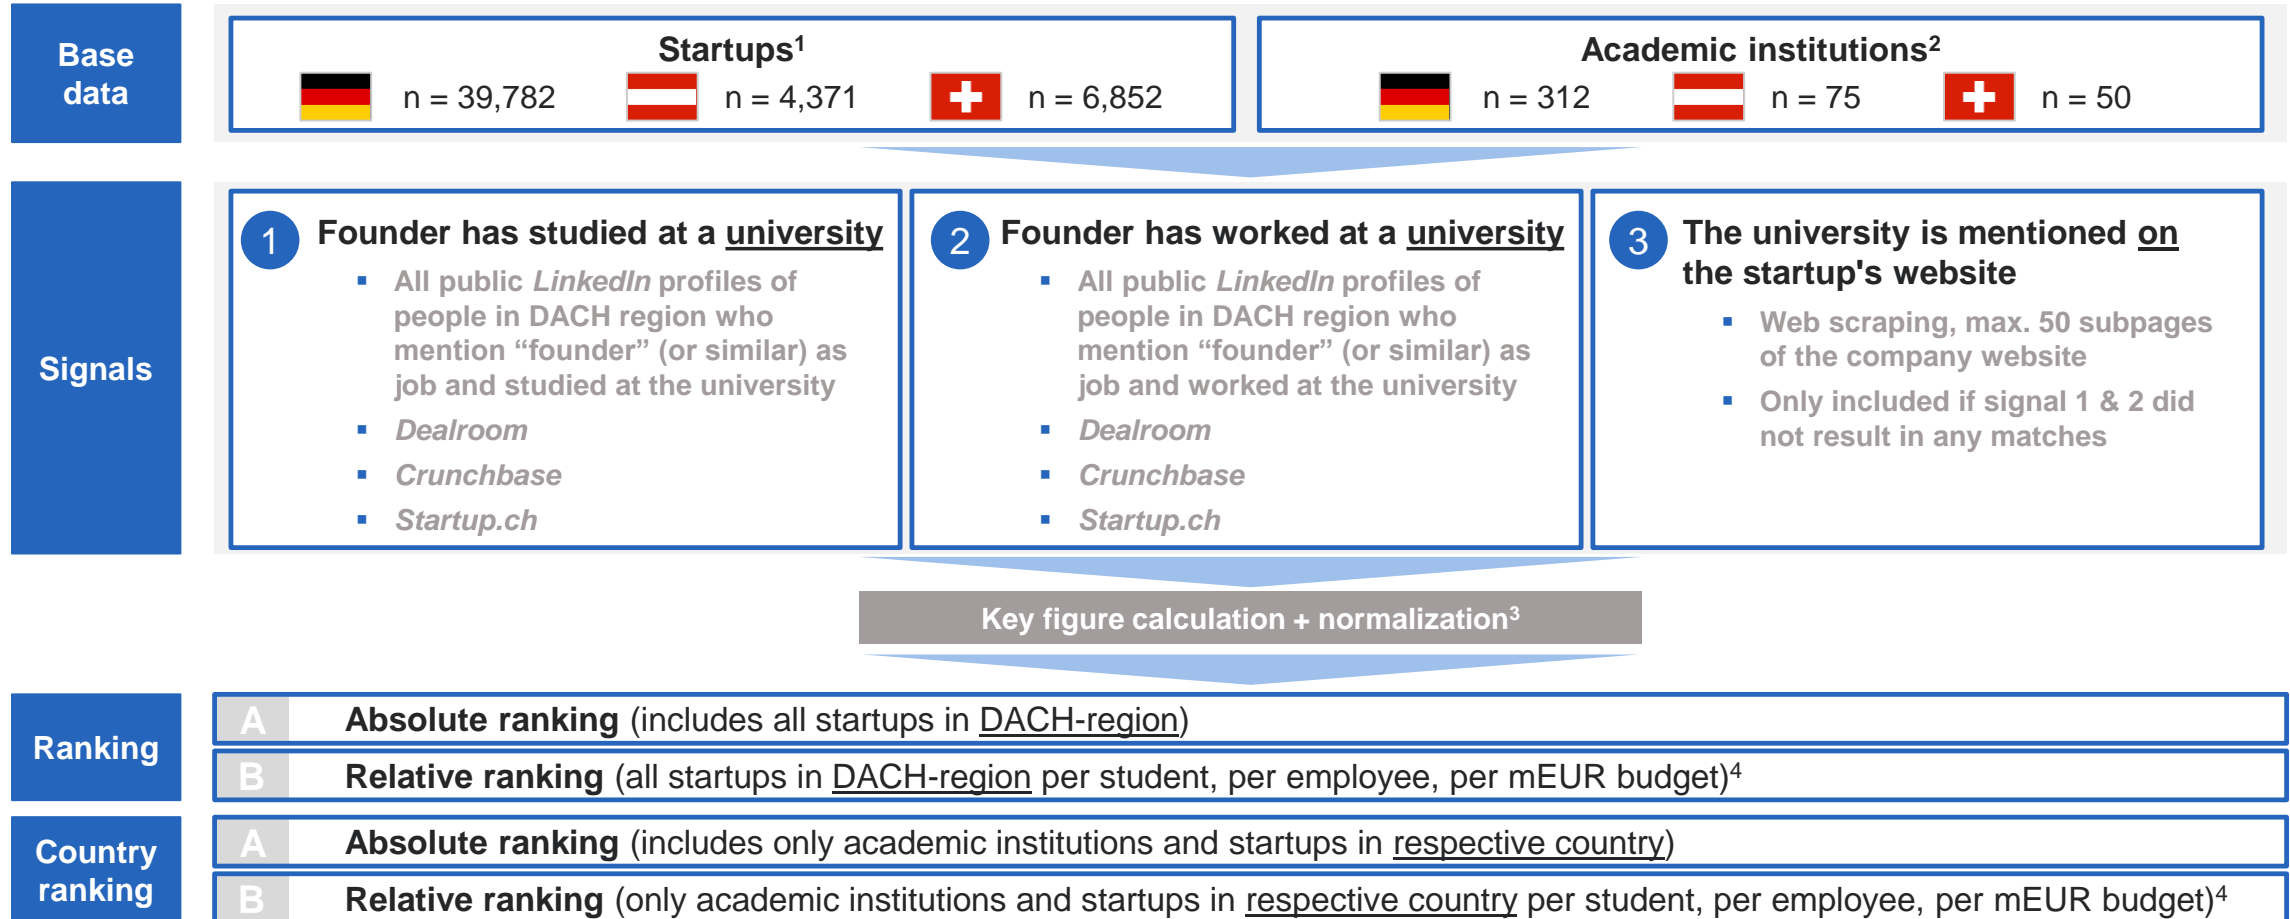 Base
data
Startups¹
n = 39,782
n = 4,371
n = 6,852
Academic institutions²
n = 312
n = 75
n = 50
Signals
1
Founder has studied at a university
▪ All public LinkedIn profiles of
people in DACH region who
mention “founder” (or similar) as
job and studied at the university
▪ Dealroom
▪ Crunchbase
▪ Startup.ch
2
Founder has worked at a university
▪ All public LinkedIn profiles of
people in DACH region who
mention “founder” (or similar) as
job and worked at the university
▪ Dealroom
▪ Crunchbase
▪ Startup.ch
3
The university is mentioned on
the startup's website
▪ Web scraping, max. 50 subpages
of the company website
▪ Only included if signal 1 & 2 did
not result in any matches
Key figure calculation + normalization³
Ranking
A Absolute ranking (includes all startups in DACH-region)
B Relative ranking (all startups in DACH-region per student, per employee, per mEUR budget)⁴
Country
ranking
A Absolute ranking (includes only academic institutions and startups in respective country)
B Relative ranking (only academic institutions and startups in respective country per student, per employee, per mEUR budget)⁴